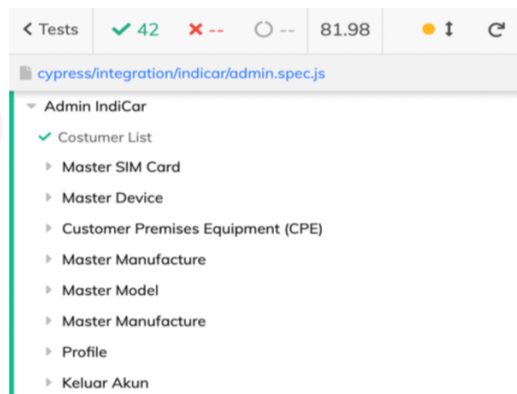 Tests 42 -- -- 81.98
cypress/integration/indicar/admin.spec.js
Admin IndiCar
Costumer List
Master SIM Card
Master Device
Customer Premises Equipment (CPE)
Master Manufacture
Master Model
Master Manufacture
Profile
Keluar Akun